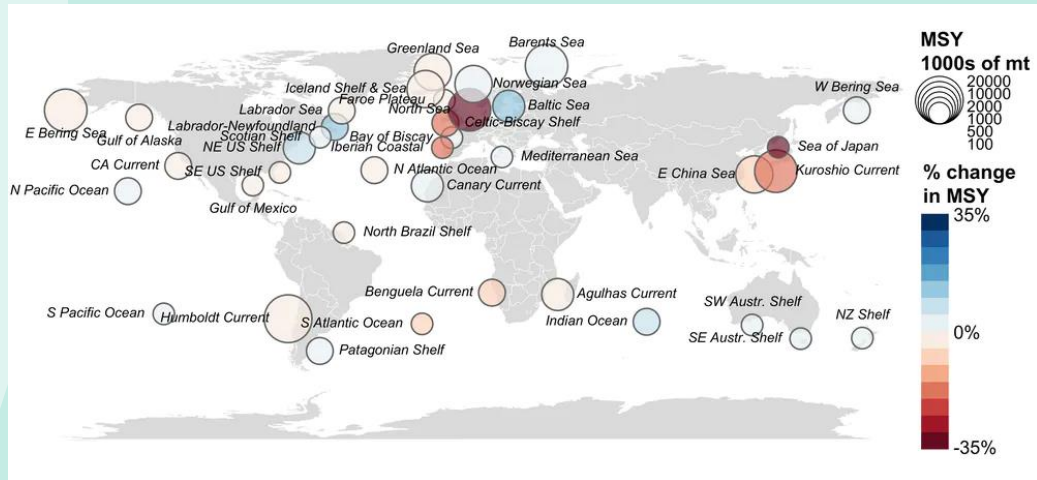 MSY
1000s of mt
20000
10000
2000
1000
500
100
% change
in MSY
35%
0%
-35%
Greenland Sea
Barents Sea
Iceland Shelf & Sea
Norwegian Sea
Faroe Plateau
W Bering Sea
Labrador Sea
North Sea
Baltic Sea
E Bering Sea
Gulf of Alaska
Labrador-Newfoundland
Celtic-Biscay Shelf
Scotian Shelf
Bay of Biscay
NE US Shelf
Iberian Coastal
Sea of Japan
CA Current
Mediterranean Sea
SE US Shelf
N Atlantic Ocean
E China Sea
Kuroshio Current
N Pacific Ocean
Canary Current
Gulf of Mexico
North Brazil Shelf
Benguela Current
Agulhas Current
SW Austr. Shelf
S Pacific Ocean
Humboldt Current
S Atlantic Ocean
Indian Ocean
NZ Shelf
SE Austr. Shelf
Patagonian Shelf